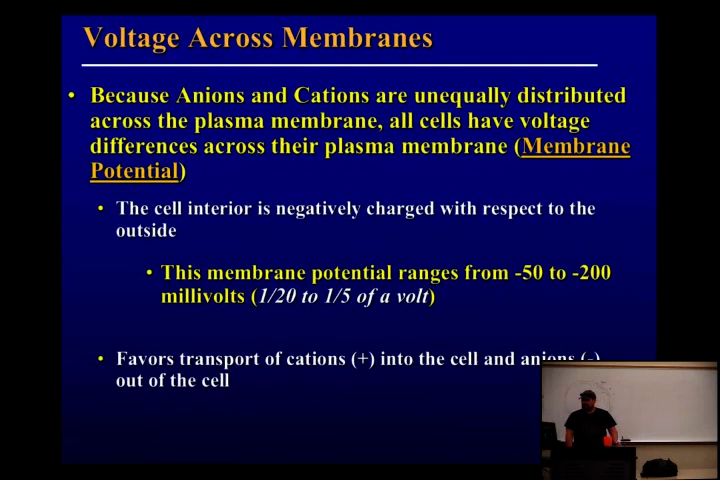 Voltage Across Membranes
• Because Anions and Cations are unequally distributed
across the plasma membrane, all cells have voltage
differences across their plasma membrane (Membrane
Potential)
• The cell interior is negatively charged with respect to the
outside
• This membrane potential ranges from -50 to -200
millivolts (1/20 to 1/5 of a volt)
• Favors transport of cations (+) into the cell and anions (-)
out of the cell